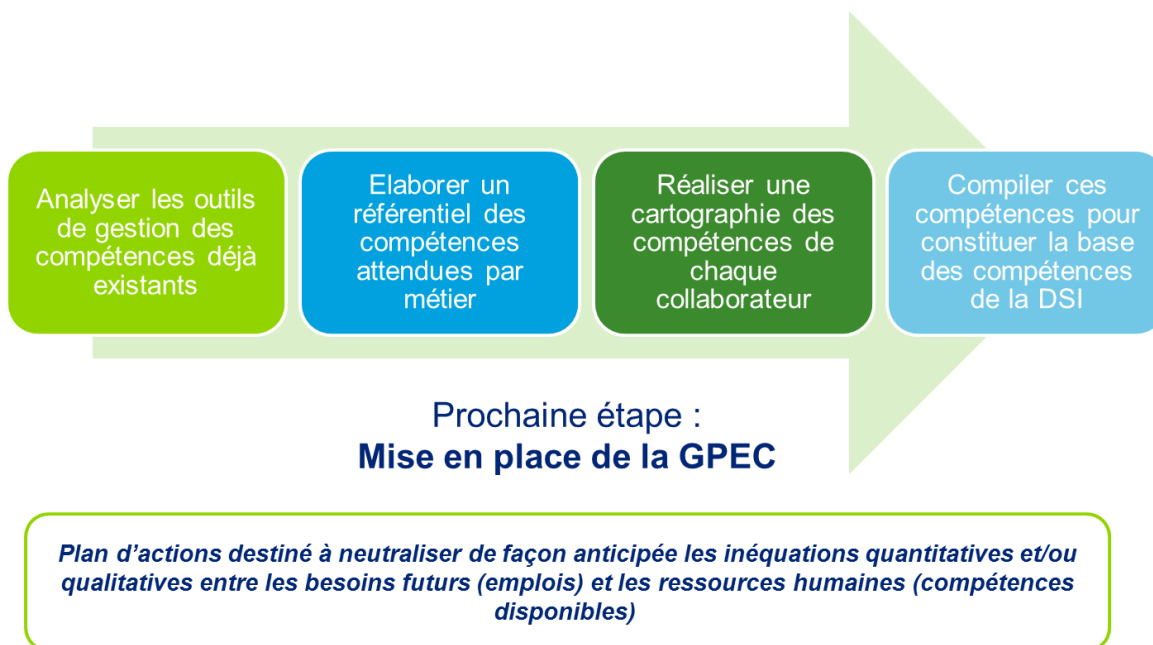 Analyser les outils
de gestion des
compétences déjà
existants
Elaborer un
référentiel des
compétences
attendues par
métier
Réaliser une
cartographie des
compétences de
chaque
collaborateur
Compiler ces
compétences pour
constituer la base
des compétences
de la DSI
Prochaine étape :
Mise en place de la GPEC
Plan d’actions destiné à neutraliser de façon anticipée les inéquations quantitatives et/ou
qualitatives entre les besoins futurs (emplois) et les ressources humaines (compétences
disponibles)